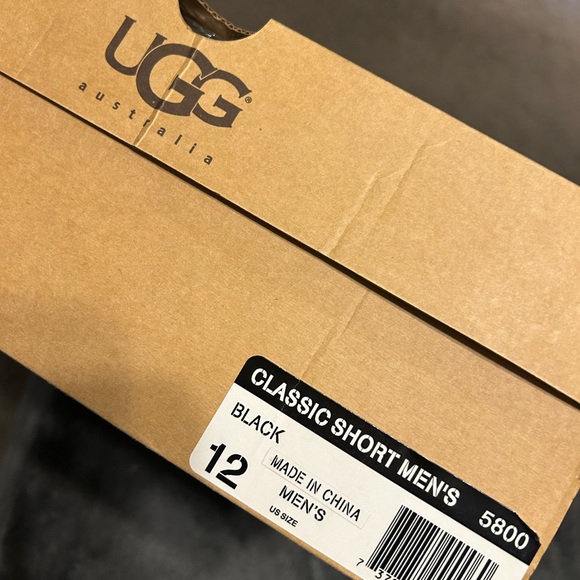 UGG®
australia
CLASSIC SHORT MEN'S 5800
BLACK
12 MADE IN CHINA
MEN'S
US SIZE